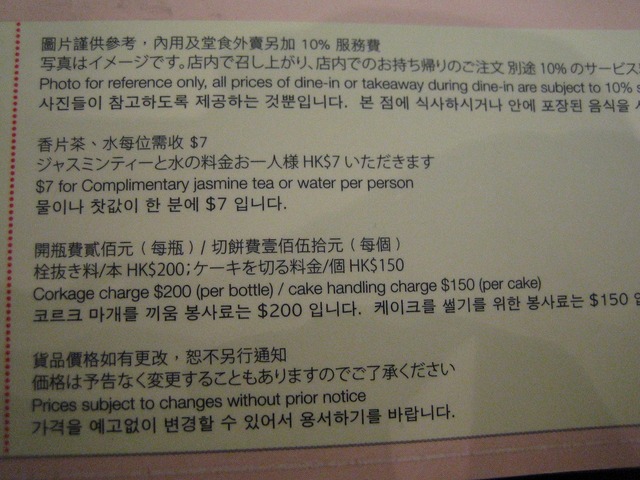 圖片謹供參考，內用及堂食外賣另加 10% 服務費
写真はイメージです。店内で召し上がり、店内でのお持ち帰りのご注文 別途 10% のサービス
Photo for reference only, all prices of dine-in or takeaway during dine-in are subject to 10%
사진들이 참고하도록 제공하는 것뿐입니다. 본 점에 식사하시거나 안에 포장된 음식을
香片茶、水每位需收 $7
ジャスミンティーと水の料金お一人様 HK$7 いただきます
$7 for Complimentary jasmine tea or water per person
물이나 찻값이 한 분에 $7 입니다.
開瓶費貳佰元（每瓶）/ 切餅費壹佰伍拾元（每個）
栓抜き料/本 HK$200; ケーキを切る料金/個 HK$150
Corkage charge $200 (per bottle) / cake handling charge $150 (per cake)
코르크 마개를 끼움 봉사료는 $200 입니다. 케이크를 썰기를 위한 봉사료는 $150
貨品價格如有更改，恕不另行通知
価格は予告なく変更することもありますのでご了承ください
Prices subject to changes without prior notice
가격을 예고없이 변경할 수 있어서 용서하기를 바랍니다.